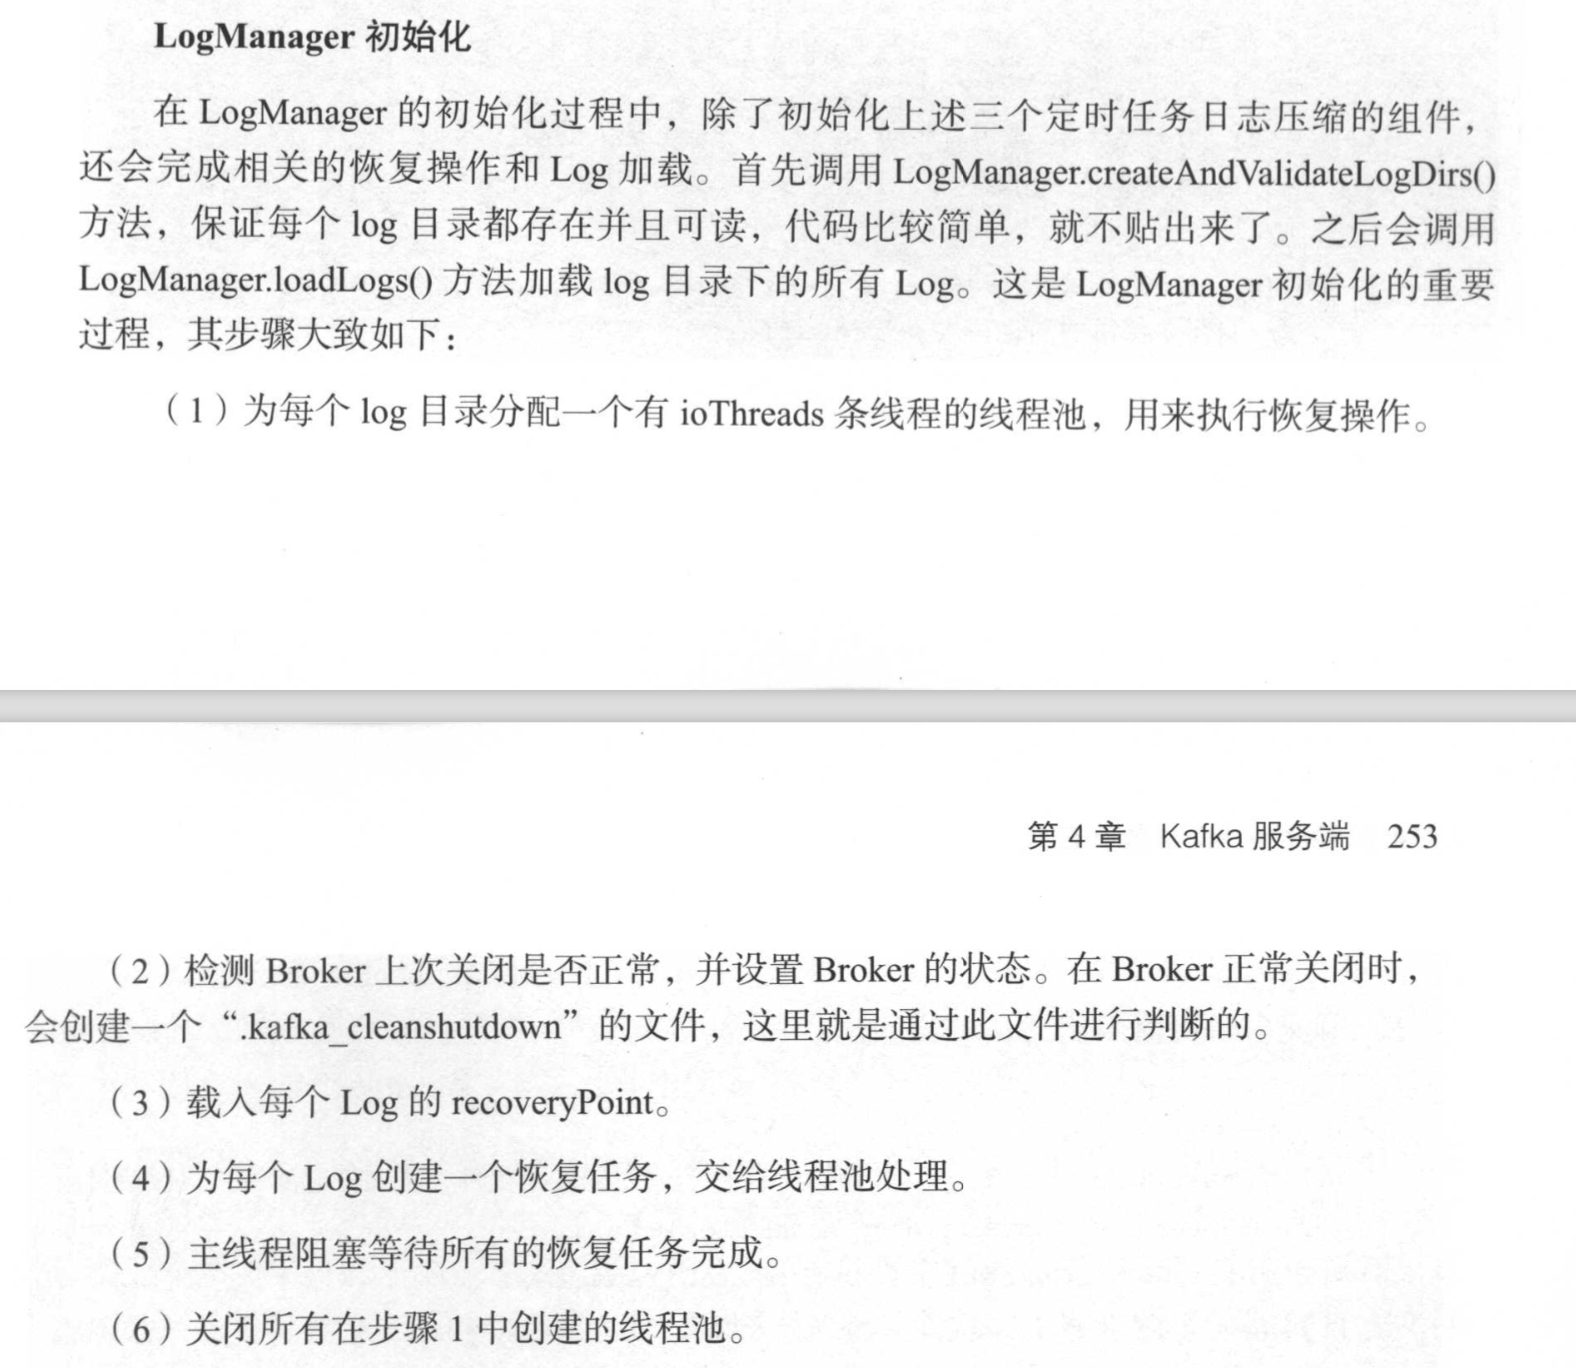 LogManager 初始化
在 LogManager 的初始化过程中，除了初始化上述三个定时任务日志压缩的组件，
还会完成相关的恢复操作和 Log 加载。首先调用 LogManager.createAndValidateLogDirs()
方法，保证每个 log 目录都存在并且可读，代码比较简单，就不贴出来了。之后会调用
LogManager.loadLogs() 方法加载 log 目录下的所有 Log。这是 LogManager 初始化的重要
过程，其步骤大致如下：
（1）为每个 log 目录分配一个有 ioThreads 条线程的线程池，用来执行恢复操作。
第 4 章 Kafka 服务端 253
（2）检测 Broker 上次关闭是否正常，并设置 Broker 的状态。在 Broker 正常关闭时，
会创建一个“.kafka_cleanshutdown”的文件，这里就是通过此文件进行判断的。
（3）载入每个 Log 的 recoveryPoint。
（4）为每个 Log 创建一个恢复任务，交给线程池处理。
（5）主线程阻塞等待所有的恢复任务完成。
（6）关闭所有在步骤 1 中创建的线程池。